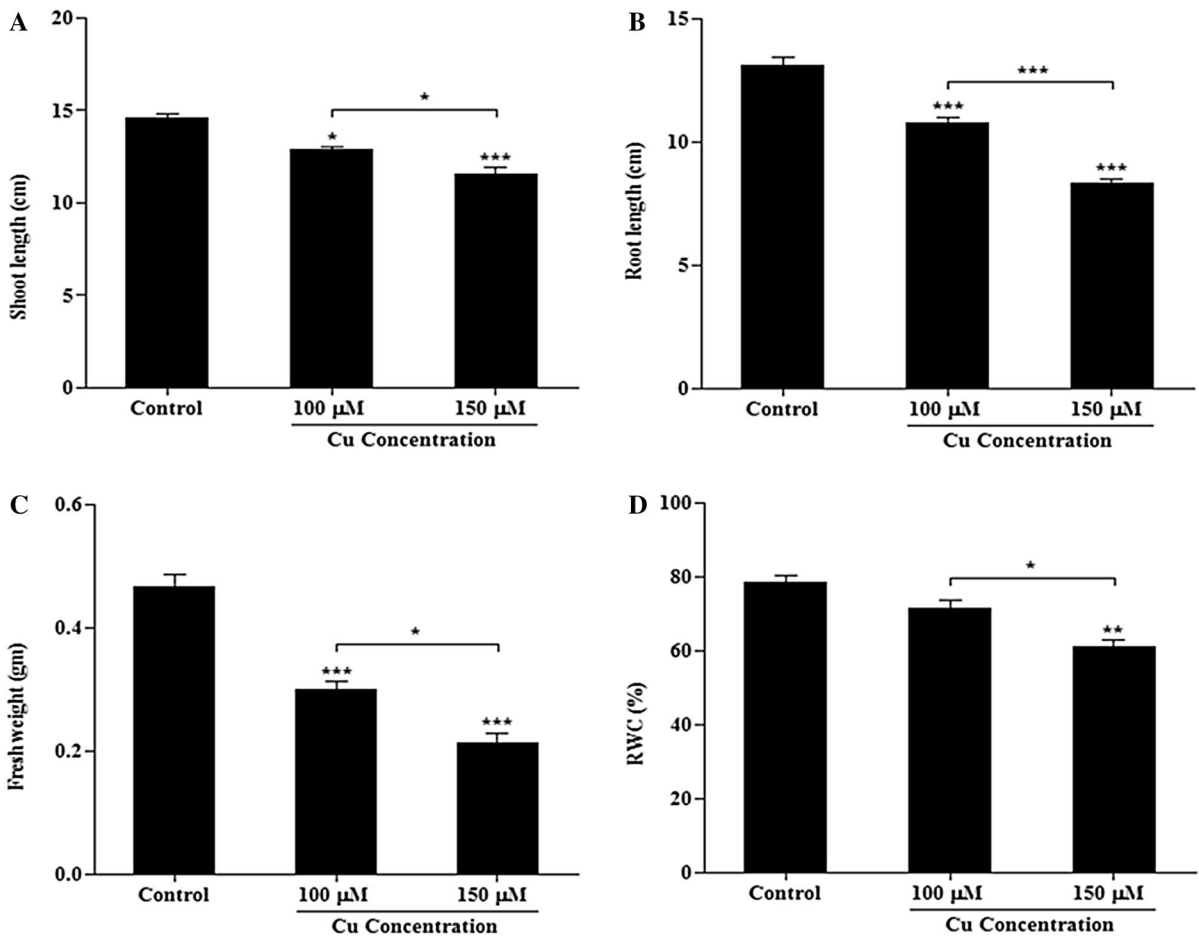 A
20
15
10
5
0
Shoot length (cm)
*
*
***
Control
100 µM
150 µM
Cu Concentration
B
15
10
5
0
Root length (cm)
***
***
***
Control
100 µM
150 µM
Cu Concentration
C
0.6
0.4
0.2
0.0
Fresh weight (gm)
*
***
***
Control
100 µM
150 µM
Cu Concentration
D
100
80
60
40
20
0
RWC (%)
*
**
Control
100 µM
150 µM
Cu Concentration